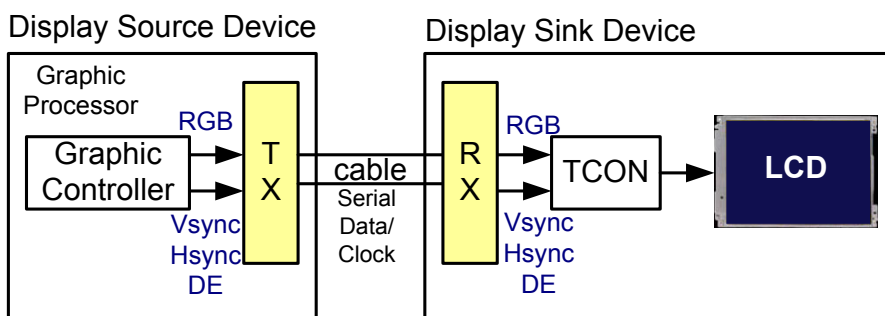 Display Source Device
Graphic
Processor
RGB
Graphic
Controller
Vsync
Hsync
DE
T
X
cable
Serial
Data/
Clock
Display Sink Device
R
X
RGB
Vsync
Hsync
DE
TCON
LCD